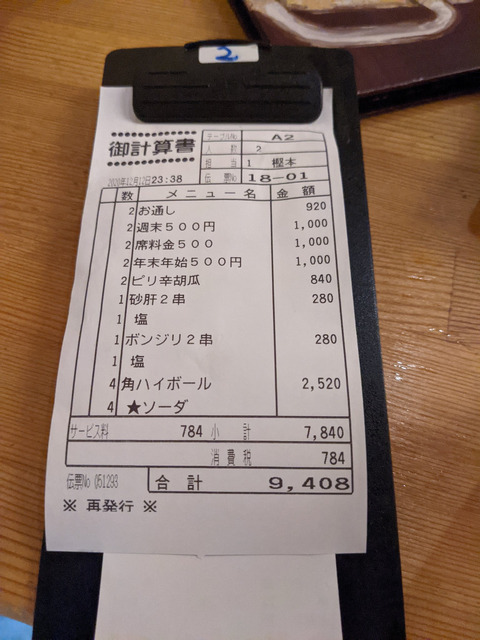 2
御計算書
テーブルNo A2
人 数 2
担 当 1 樫本
伝 票No 18-01
2020年12月12日23:38
数 メニュー名 金 額
2 お通し 920
2 週末500円 1,000
2 席料金500 1,000
2 年末年始500円 1,000
2 ピリ辛胡瓜 840
1 砂肝2串 280
1 塩
1 ボンジリ2串 280
1 塩
4 角ハイボール 2,520
4 ★ソーダ
サービス料 784 小 計 7,840
消費税 784
伝票No 051293 合 計 9,408
※ 再発行 ※